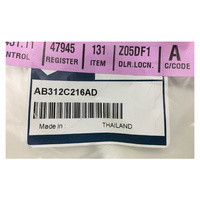 47945 131 Z05DF1 A
NTROL REGISTER ITEM DLR.LOCN. C/CODE
AB312C216AD
Made in : THAILAND